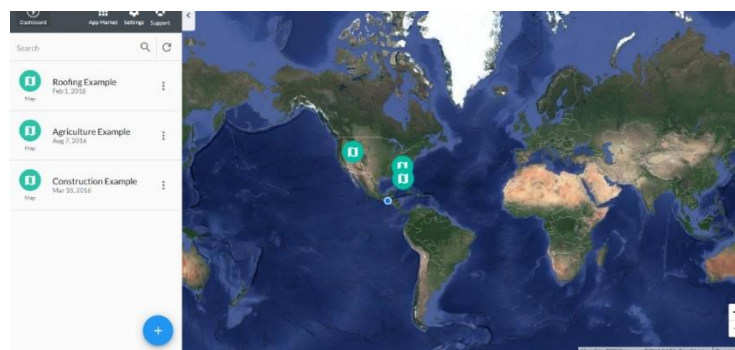 Dashboard
App Market
Settings
Support
Search
Roofing Example
Feb 1, 2018
Map
Agriculture Example
Aug 7, 2016
Map
Construction Example
Mar 18, 2016
Map